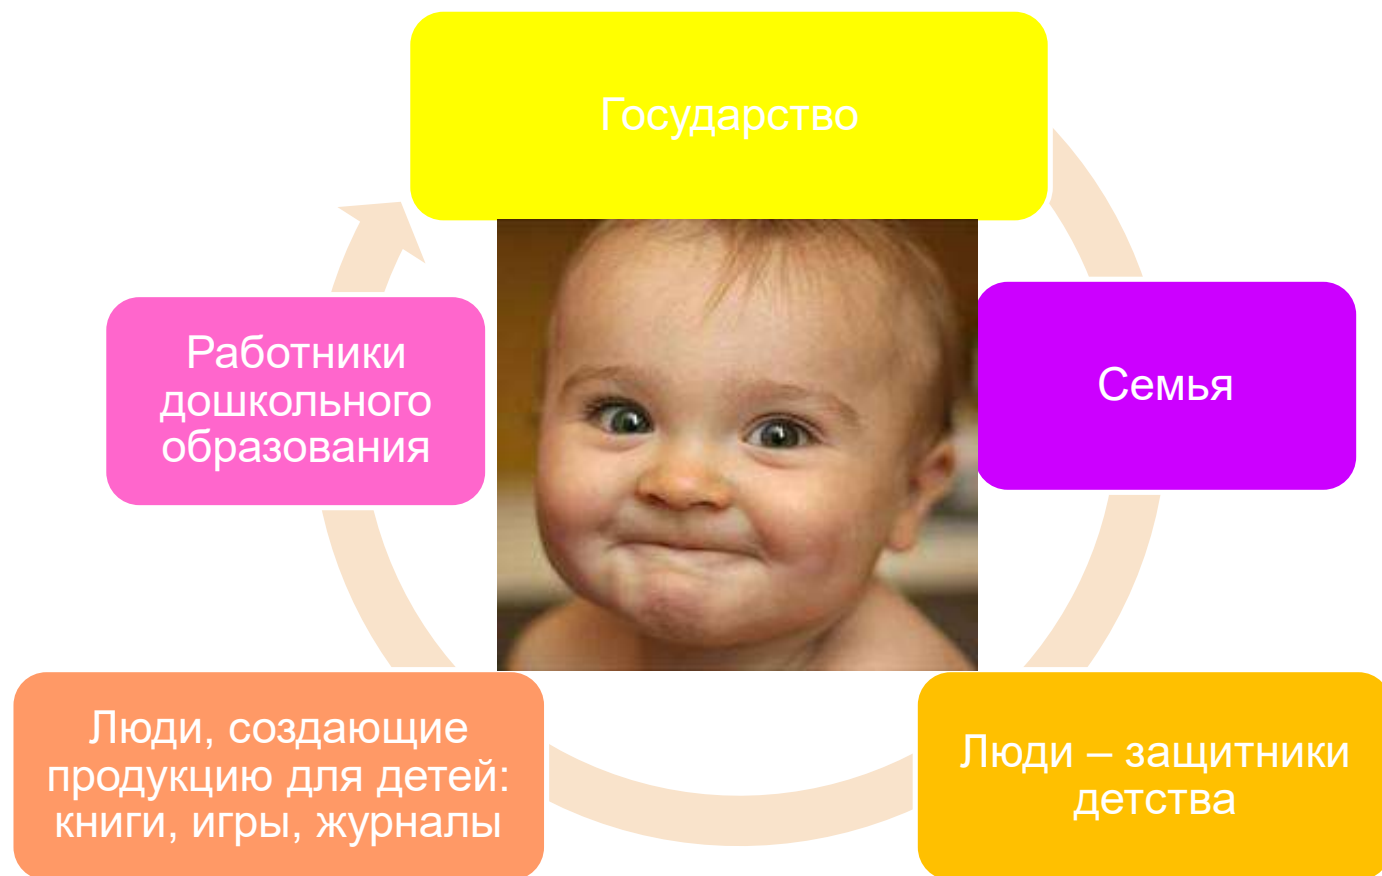 Государство
Семья
Люди – защитники
детства
Люди, создающие
продукцию для детей:
книги, игры, журналы
Работники
дошкольного
образования